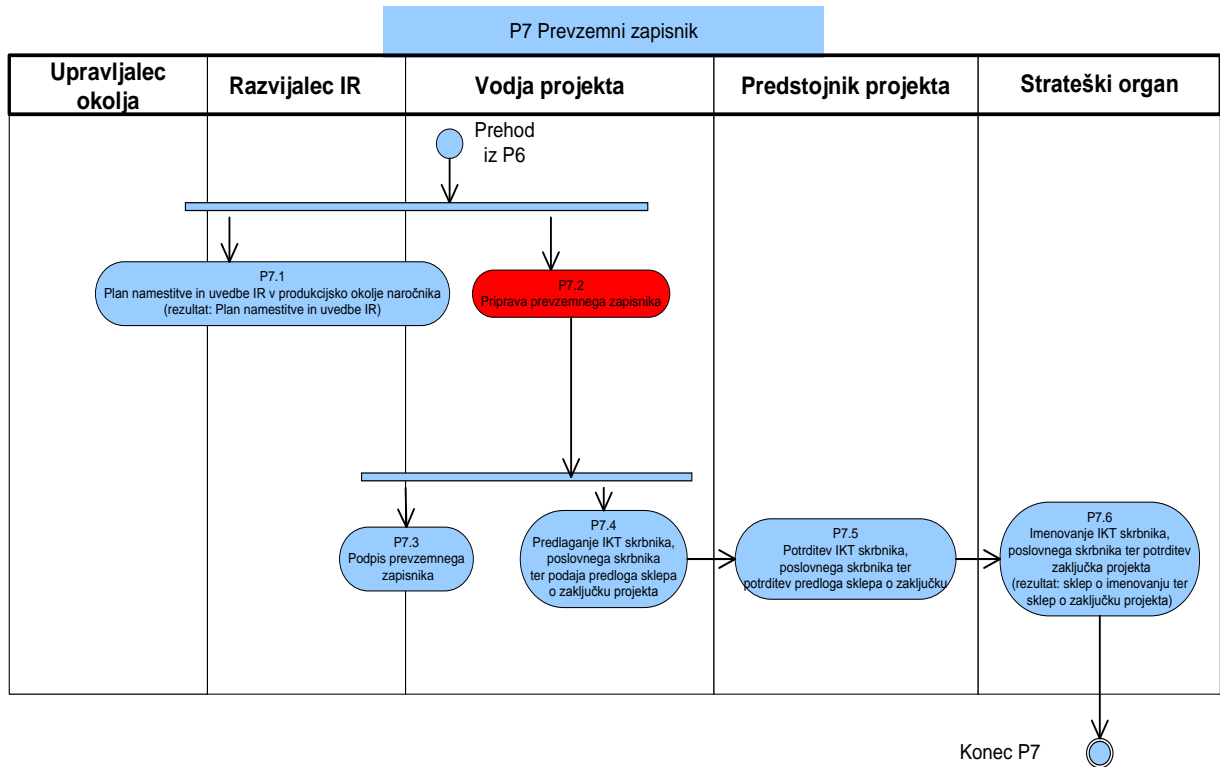 P7 Prevzemni zapisnik
Upravljalec
okolja
Razvijalec IR
Vodja projekta
Predstojnik projekta
Strateški organ
Prehod
iz P6
P7.1
Plan namestitve in uvedbe IR v produkcijsko okolje naročnika
(rezultat: Plan namestitve in uvedbe IR)
P7.2
Priprava prevzemnega zapisnika
P7.3
Podpis prevzemnega
zapisnika
P7.4
Predlaganje IKT skrbnika,
poslovnega skrbnika
ter podaja predloga sklepa
o zaključku projekta
P7.5
Potrditev IKT skrbnika,
poslovnega skrbnika ter
potrditev predloga sklepa o zaključku
P7.6
Imenovanje IKT skrbnika,
poslovnega skrbnika ter potrditev
zaključka projekta
(rezultat: sklep o imenovanju ter
sklep o zaključku projekta)
Konec P7